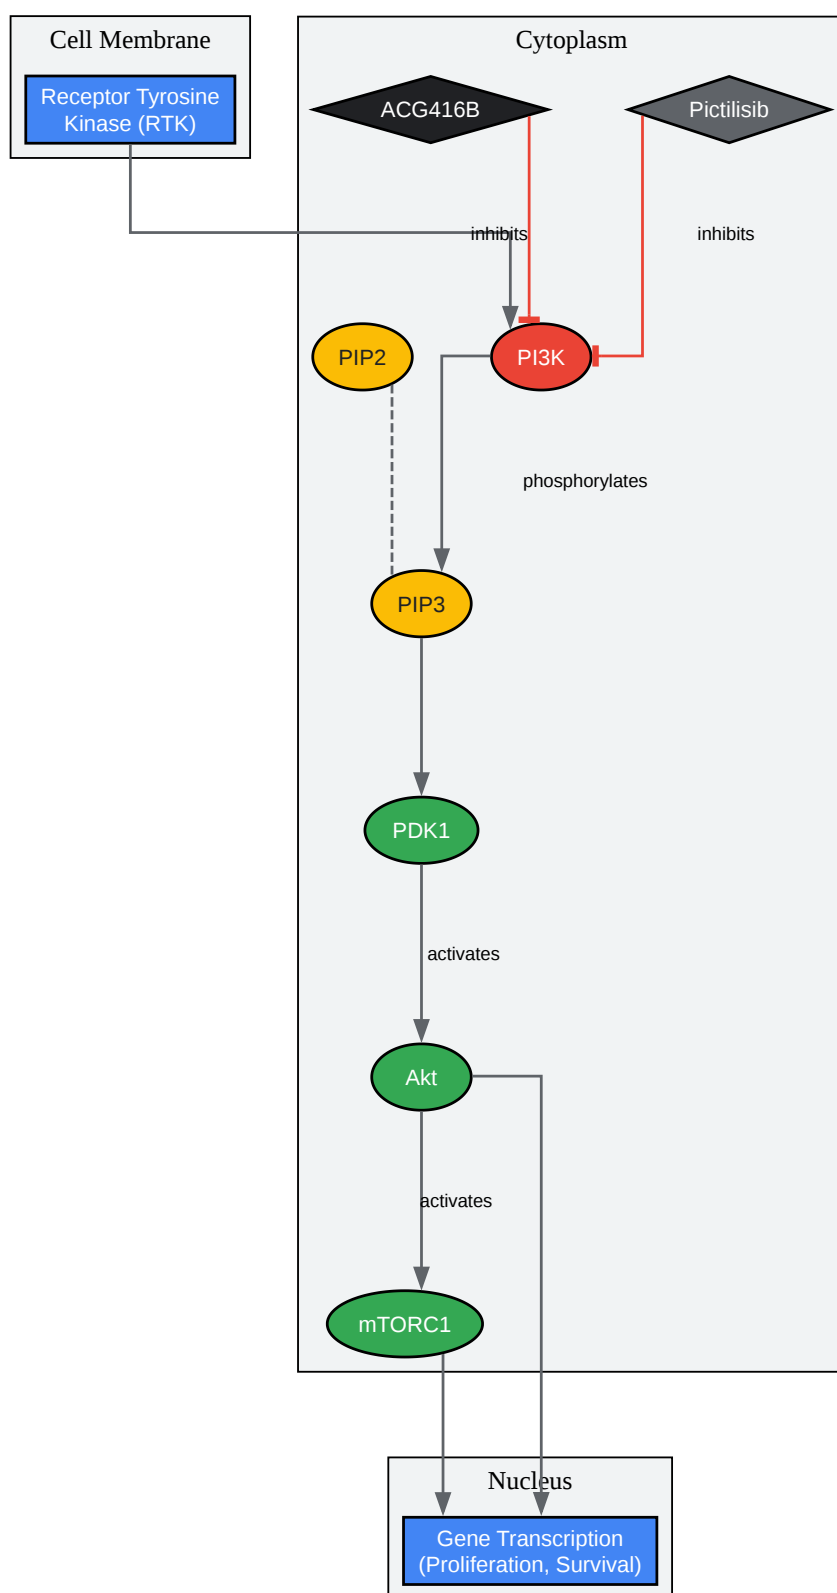 Cell Membrane
Receptor Tyrosine
Kinase (RTK)
Cytoplasm
ACG416B
Pictilisib
inhibits
inhibits
PIP2
PI3K
phosphorylates
PIP3
PDK1
activates
Akt
activates
mTORC1
Nucleus
Gene Transcription
(Proliferation, Survival)